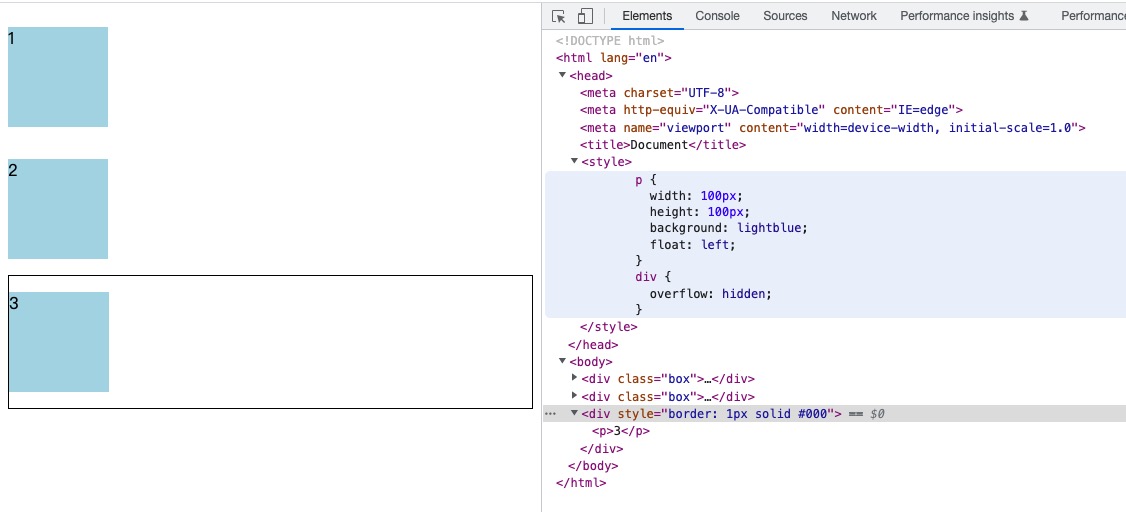 1
2
3
Elements Console Sources Network Performance insights Performance
<!DOCTYPE html>
<html lang="en">
<head>
<meta charset="UTF-8">
<meta http-equiv="X-UA-Compatible" content="IE=edge">
<meta name="viewport" content="width=device-width, initial-scale=1.0">
<title>Document</title>
<style>
p {
width: 100px;
height: 100px;
background: lightblue;
float: left;
}
div {
overflow: hidden;
}
</style>
</head>
<body>
<div class="box">…</div>
<div class="box">…</div>
<div style="border: 1px solid #000"> == $0
<p>3</p>
</div>
</body>
</html>